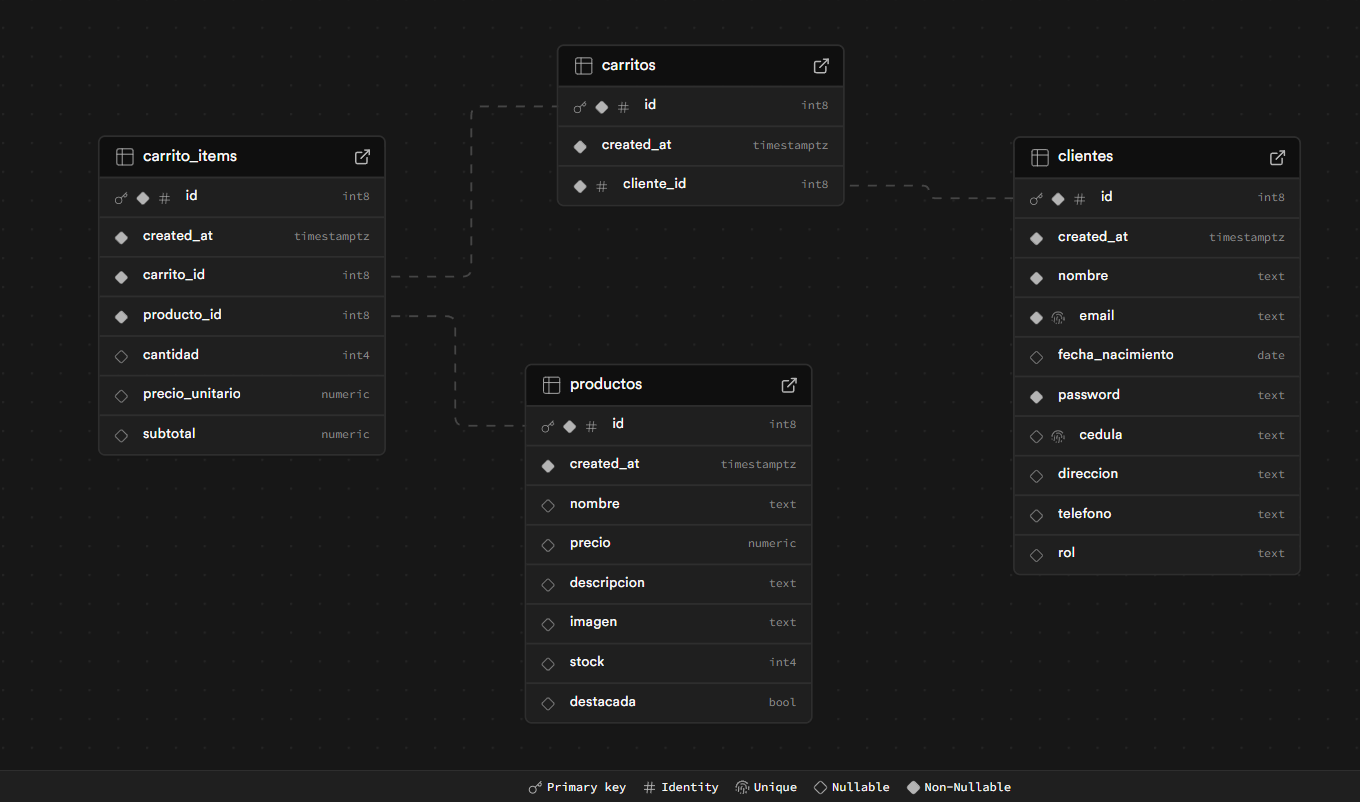 carritos
id int8
created_at timestamptz
cliente_id int8
carrito_items
id int8
created_at timestamptz
carrito_id int8
producto_id int8
cantidad int4
precio_unitario numeric
subtotal numeric
clientes
id int8
created_at timestamptz
nombre text
email text
fecha_nacimiento date
password text
cedula text
direccion text
telefono text
rol text
productos
id int8
created_at timestamptz
nombre text
precio numeric
descripcion text
imagen text
stock int4
destacada bool
Primary key # Identity Unique Nullable Non-Nullable